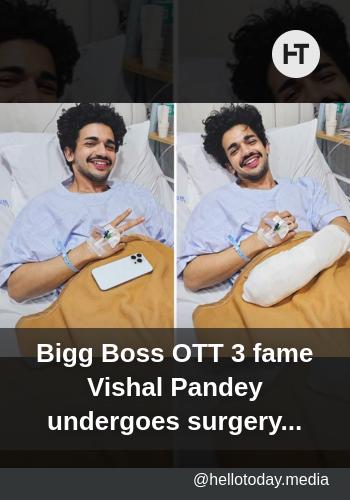 HT
Bigg Boss OTT 3 fame
Vishal Pandey
undergoes surgery...
@hellotoday.media